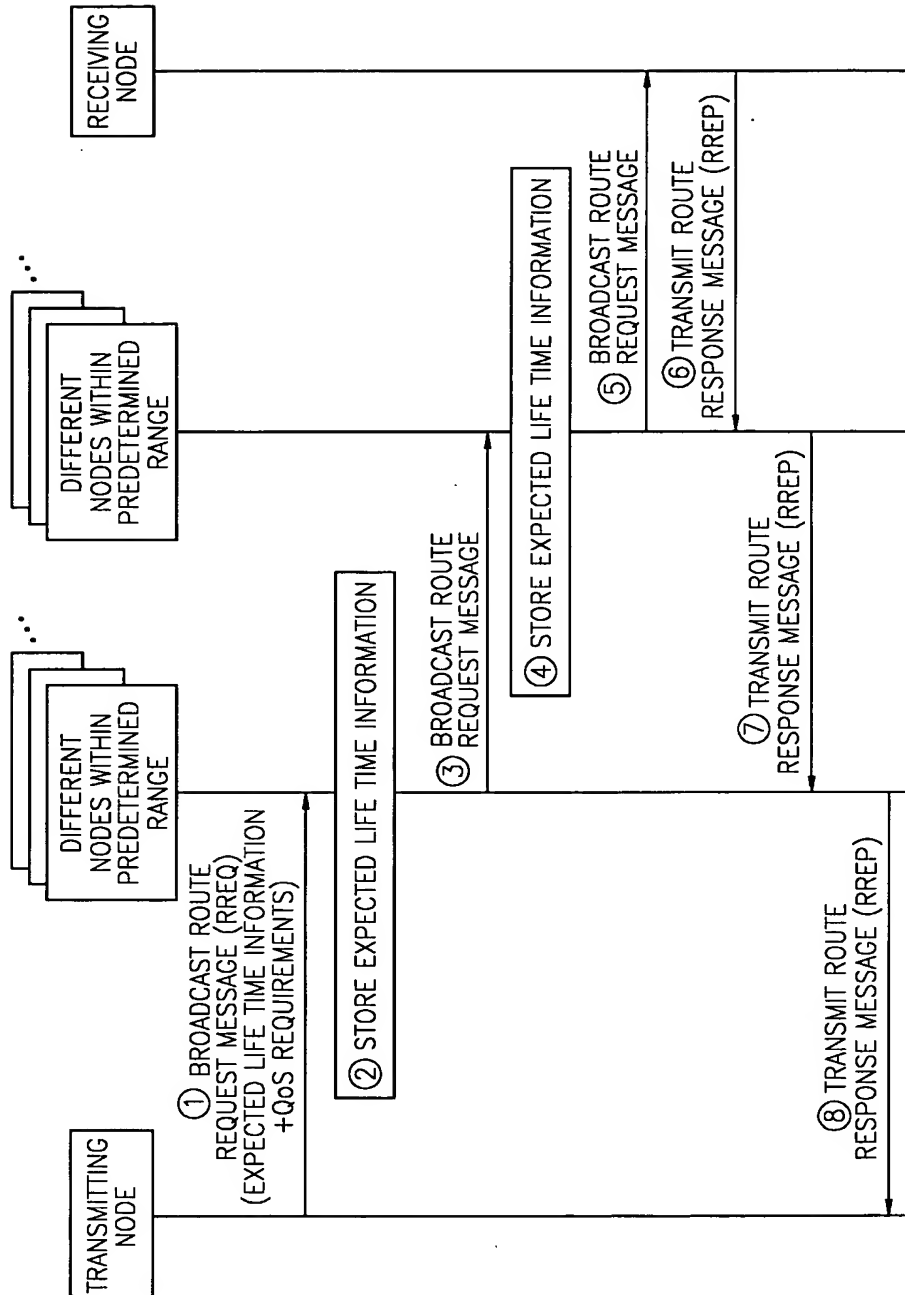 TRANSMITTING
NODE
DIFFERENT
NODES WITHIN
PREDETERMINED
RANGE
DIFFERENT
NODES WITHIN
PREDETERMINED
RANGE
RECEIVING
NODE
① BROADCAST ROUTE
REQUEST MESSAGE (RREQ)
(EXPECTED LIFE TIME INFORMATION
+QoS REQUIREMENTS)
② STORE EXPECTED LIFE TIME INFORMATION
③ BROADCAST ROUTE
REQUEST MESSAGE
④ STORE EXPECTED LIFE TIME INFORMATION
⑤ BROADCAST ROUTE
REQUEST MESSAGE
⑥ TRANSMIT ROUTE
RESPONSE MESSAGE (RREP)
⑦ TRANSMIT ROUTE
RESPONSE MESSAGE (RREP)
⑧ TRANSMIT ROUTE
RESPONSE MESSAGE (RREP)